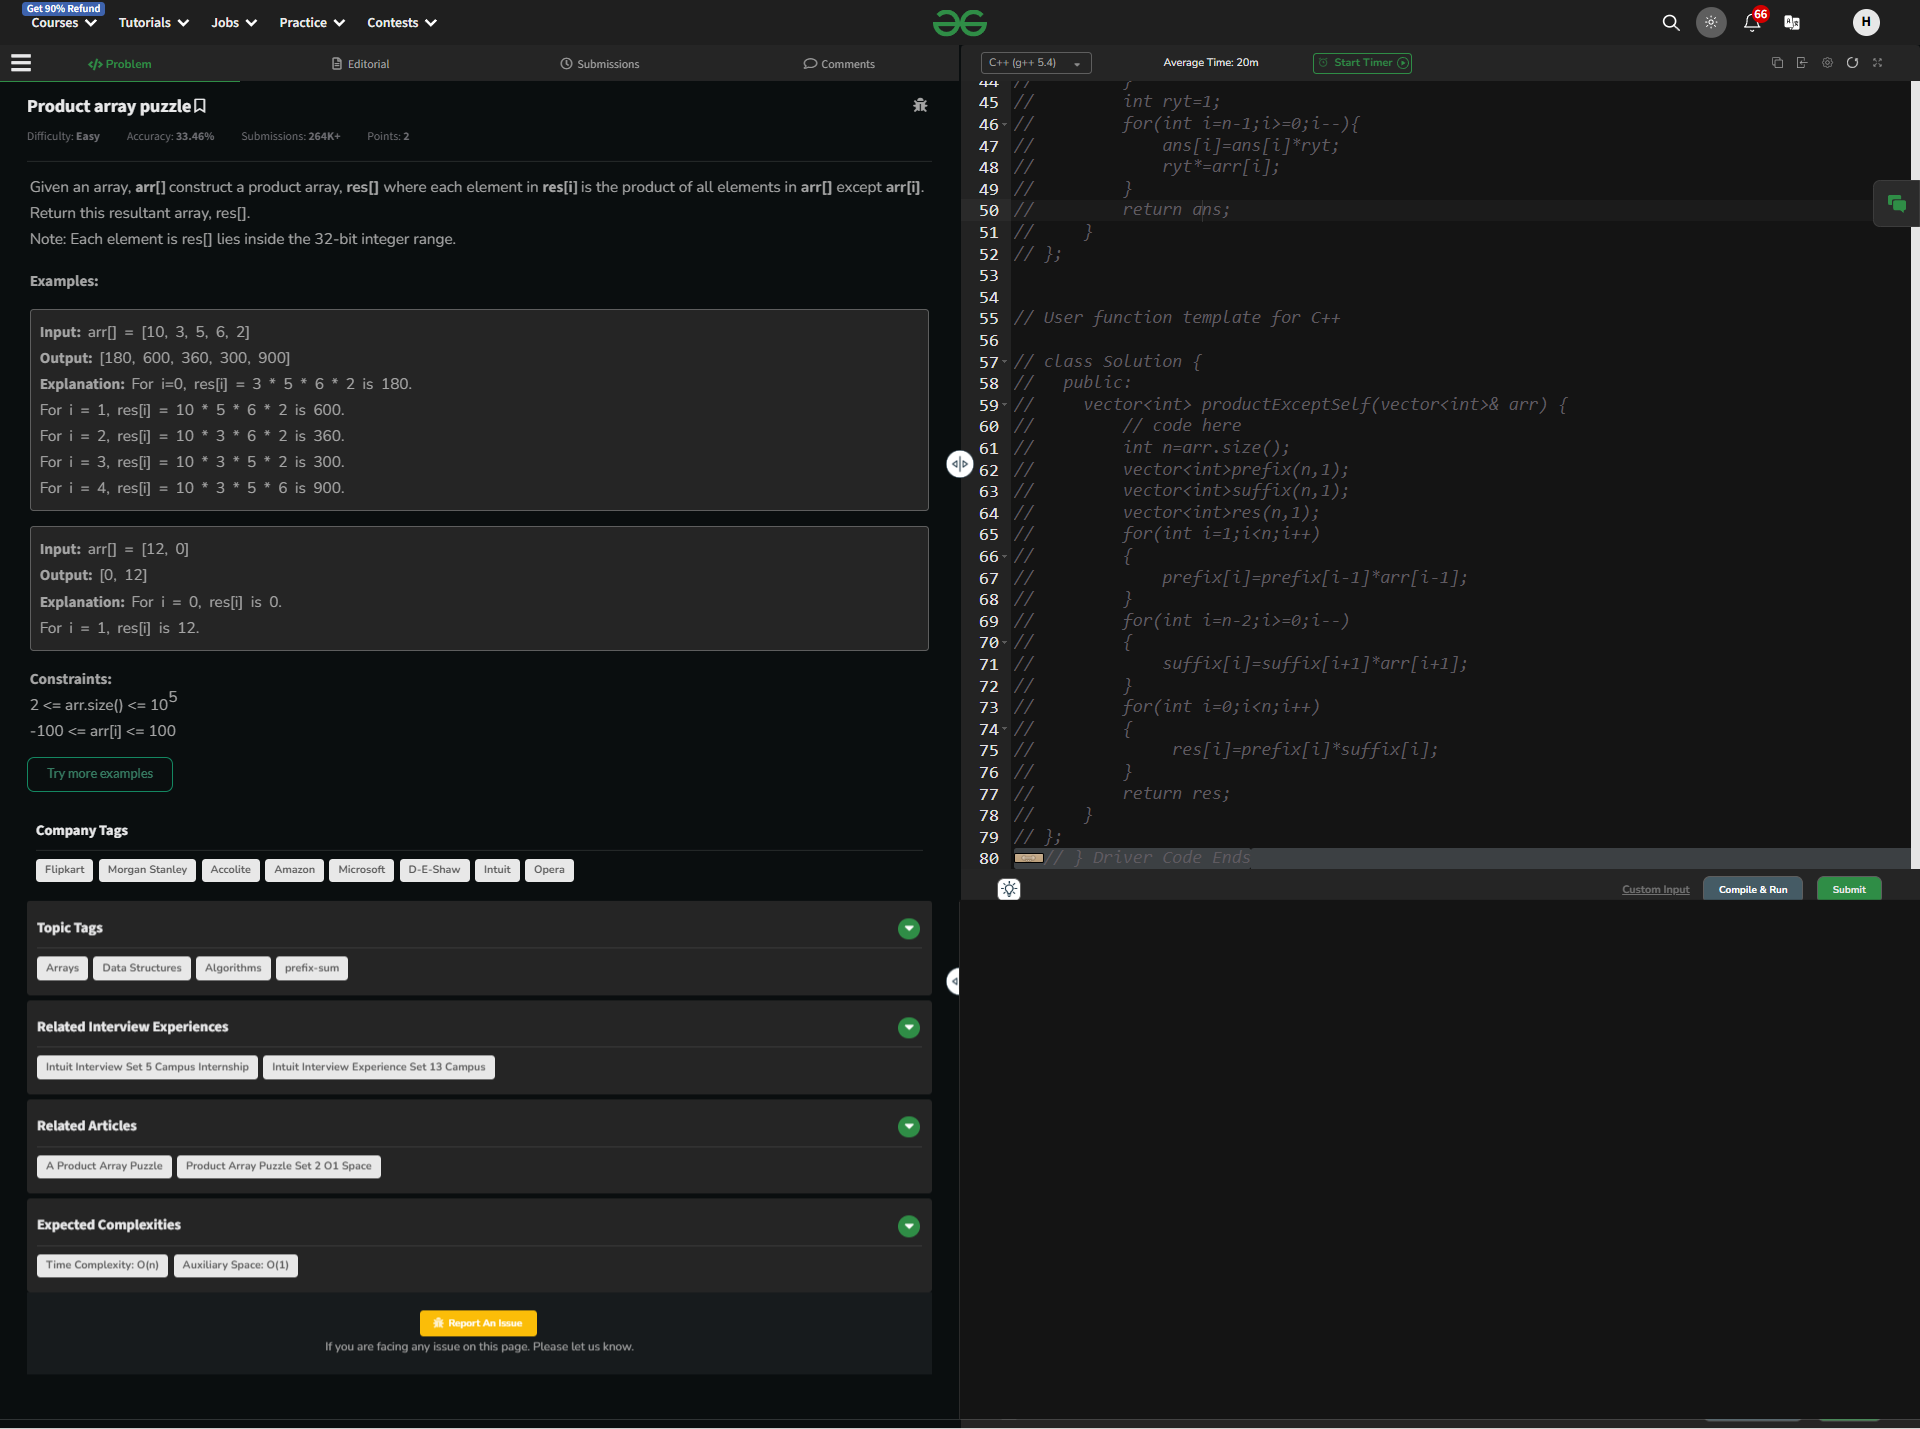 Get 90% Refund
Courses Tutorials Jobs Practice Contests
66
H
</>Problem Editorial Submissions Comments
C++ (g++ 5.4) Average Time: 20m Start Timer
Product array puzzle
Difficulty: Easy Accuracy: 33.46% Submissions: 264K+ Points: 2
Given an array, arr[] construct a product array, res[] where each element in res[i] is the product of all elements in arr[] except arr[i].
Return this resultant array, res[].
Note: Each element is res[] lies inside the 32-bit integer range.
Examples:
Input: arr[] = [10, 3, 5, 6, 2]
Output: [180, 600, 360, 300, 900]
Explanation: For i=0, res[i] = 3 * 5 * 6 * 2 is 180.
For i = 1, res[i] = 10 * 5 * 6 * 2 is 600.
For i = 2, res[i] = 10 * 3 * 6 * 2 is 360.
For i = 3, res[i] = 10 * 3 * 5 * 2 is 300.
For i = 4, res[i] = 10 * 3 * 5 * 6 is 900.
Input: arr[] = [12, 0]
Output: [0, 12]
Explanation: For i = 0, res[i] is 0.
For i = 1, res[i] is 12.
Constraints:
2 <= arr.size() <= 10^5
-100 <= arr[i] <= 100
Try more examples
Company Tags
Flipkart Morgan Stanley Accolite Amazon Microsoft D-E-Shaw Intuit Opera
Topic Tags
Arrays Data Structures Algorithms prefix-sum
Related Interview Experiences
Intuit Interview Set 5 Campus Internship Intuit Interview Experience Set 13 Campus
Related Articles
A Product Array Puzzle Product Array Puzzle Set 2 O1 Space
Expected Complexities
Time Complexity: O(n) Auxiliary Space: O(1)
Report An Issue
If you are facing any issue on this page. Please let us know.
44 // }
45 // int ryt=1;
46 // for(int i=n-1;i>=0;i--){
47 // ans[i]=ans[i]*ryt;
48 // ryt*=arr[i];
49 // }
50 // return ans;
51 // }
52 // };
53
54
55 // User function template for C++
56
57 // class Solution {
58 // public:
59 // vector<int> productExceptSelf(vector<int>& arr) {
60 // // code here
61 // int n=arr.size();
62 // vector<int>prefix(n,1);
63 // vector<int>suffix(n,1);
64 // vector<int>res(n,1);
65 // for(int i=1;i<n;i++)
66 // {
67 // prefix[i]=prefix[i-1]*arr[i-1];
68 // }
69 // for(int i=n-2;i>=0;i--)
70 // {
71 // suffix[i]=suffix[i+1]*arr[i+1];
72 // }
73 // for(int i=0;i<n;i++)
74 // {
75 // res[i]=prefix[i]*suffix[i];
76 // }
77 // return res;
78 // }
79 // };
80 // } Driver Code Ends
Custom Input Compile & Run Submit